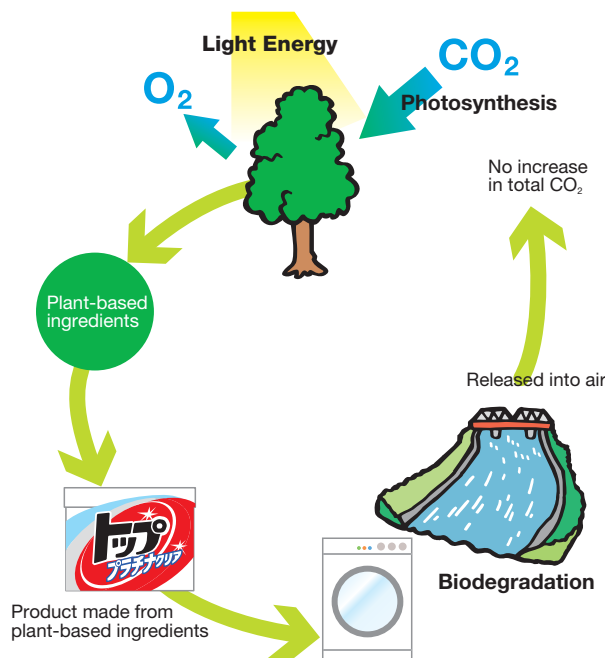 Light Energy
CO₂
O₂
Photosynthesis
No increase
in total CO₂
Plant-based
ingredients
Released into air
トップ
プラチナクリア
Biodegradation
Product made from
plant-based ingredients